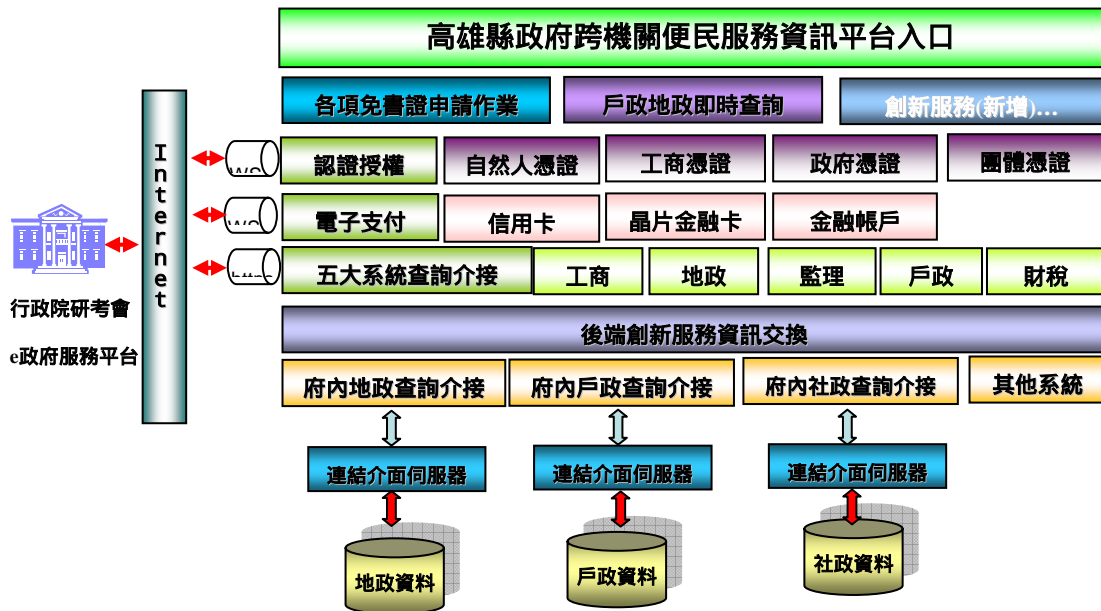 高雄縣政府跨機關便民服務資訊平台入口
各項免書證申請作業
戶政地政即時查詢
創新服務(新增)…
Internet
認證授權
自然人憑證
工商憑證
政府憑證
團體憑證
電子支付
信用卡
晶片金融卡
金融帳戶
五大系統查詢介接
工商
地政
監理
戶政
財稅
行政院研考會
e政府服務平台
後端創新服務資訊交換
府內地政查詢介接
府內戶政查詢介接
府內社政查詢介接
其他系統
連結介面伺服器
連結介面伺服器
連結介面伺服器
地政資料
戶政資料
社政資料